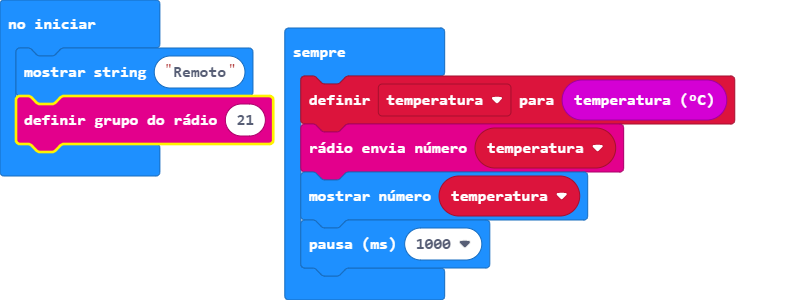 no iniciar
mostrar string "Remoto"
definir grupo do rádio 21
sempre
definir temperatura para temperatura (ºC)
rádio envia número temperatura
mostrar número temperatura
pausa (ms) 1000